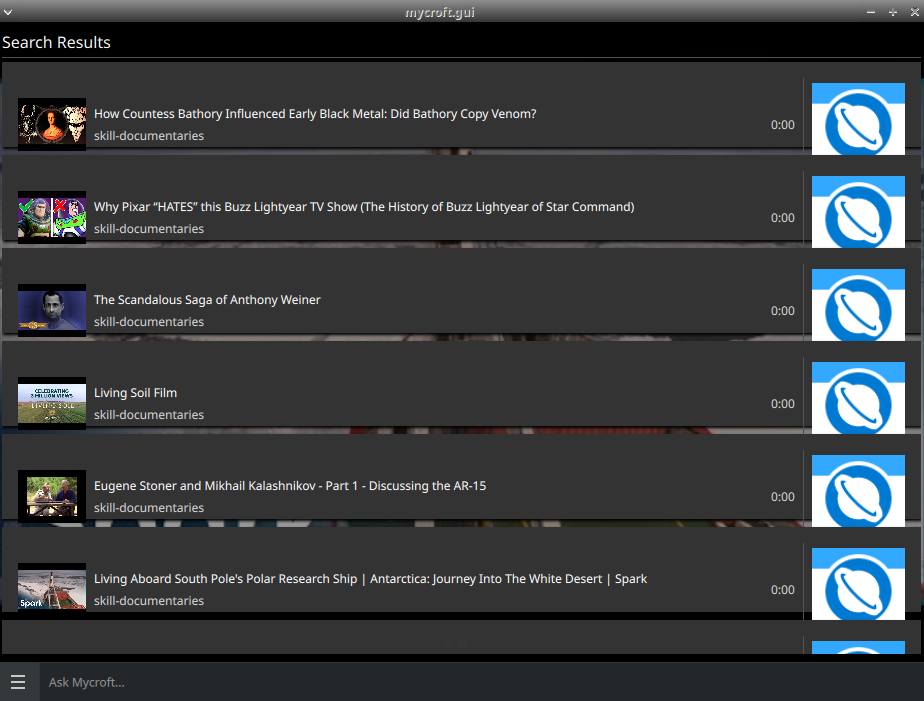 mycroft.gui
Search Results
How Countess Bathory Influenced Early Black Metal: Did Bathory Copy Venom?
skill-documentaries
0:00
Why Pixar “HATES” this Buzz Lightyear TV Show (The History of Buzz Lightyear of Star Command)
skill-documentaries
0:00
The Scandalous Saga of Anthony Weiner
skill-documentaries
0:00
CELEBRATING
3 MILLION VIEWS
LIVING SOIL
Living Soil Film
skill-documentaries
0:00
Eugene Stoner and Mikhail Kalashnikov - Part 1 - Discussing the AR-15
skill-documentaries
0:00
Spark
Living Aboard South Pole's Polar Research Ship | Antarctica: Journey Into The White Desert | Spark
skill-documentaries
0:00
Ask Mycroft...